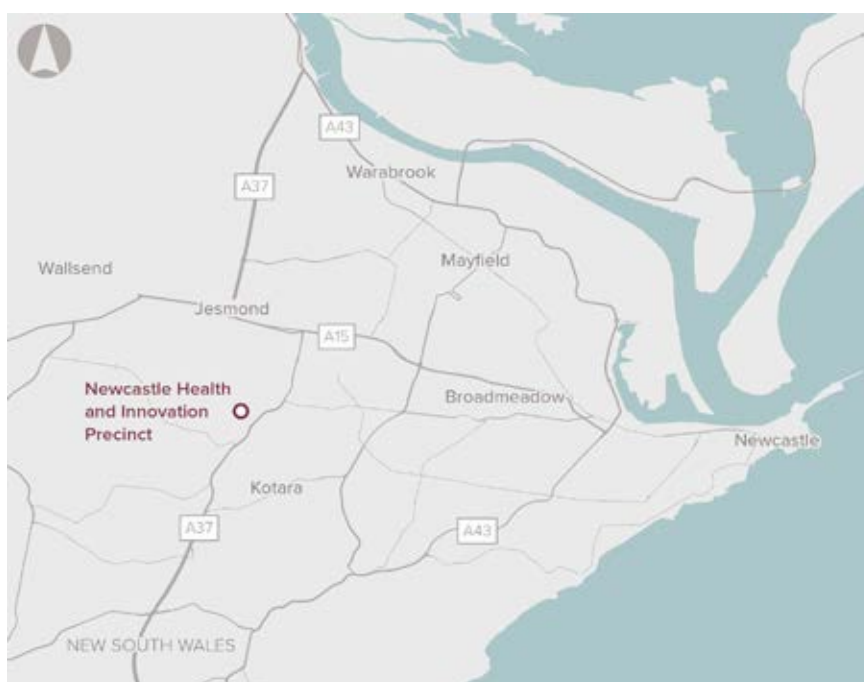 A43
Warabrook
A37
Wallsend
Mayfield
Jesmond
A15
Newcastle Health
and Innovation
Precinct
Broadmeadow
Newcastle
Kotara
A37
A43
NEW SOUTH WALES